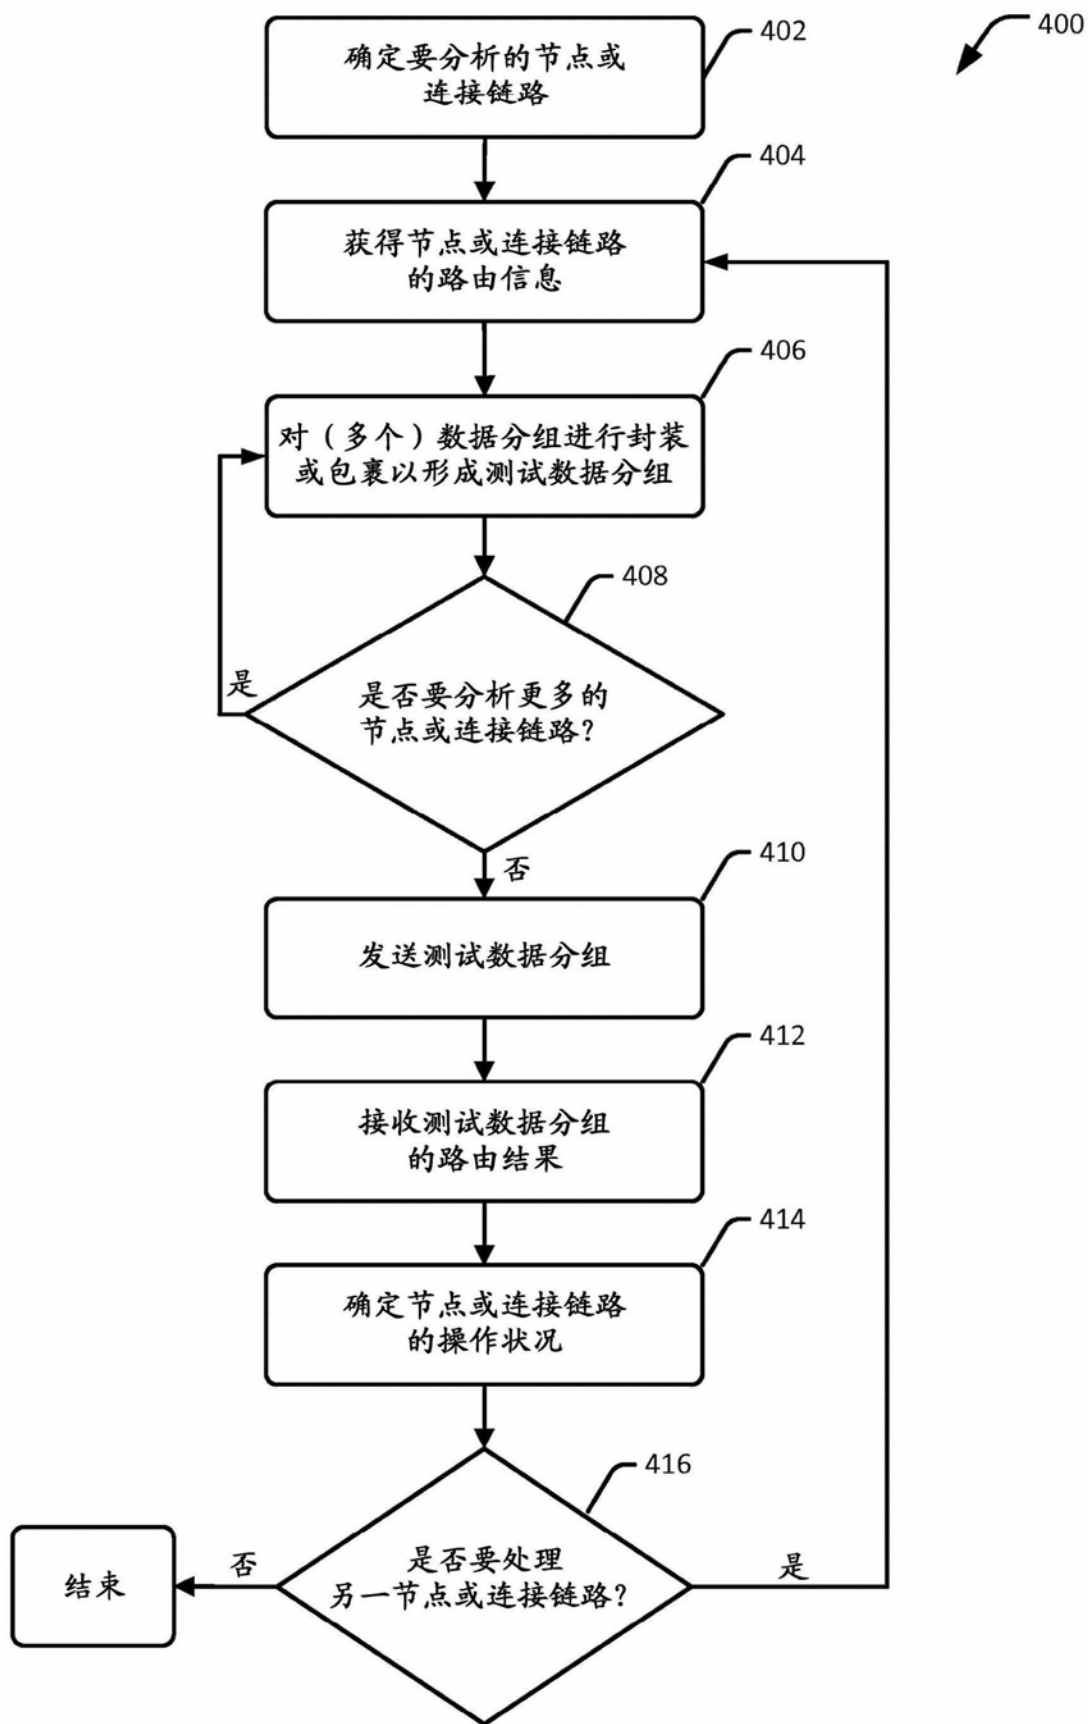 400
402
确定要分析的节点或
连接链路
404
获得节点或连接链路
的路由信息
406
对（多个）数据分组进行封装
或包裹以形成测试数据分组
408
是否要分析更多的
节点或连接链路？
是
否
410
发送测试数据分组
412
接收测试数据分组
的路由结果
414
确定节点或连接链路
的操作状况
416
是否要处理
另一节点或连接链路？
否
是
结束